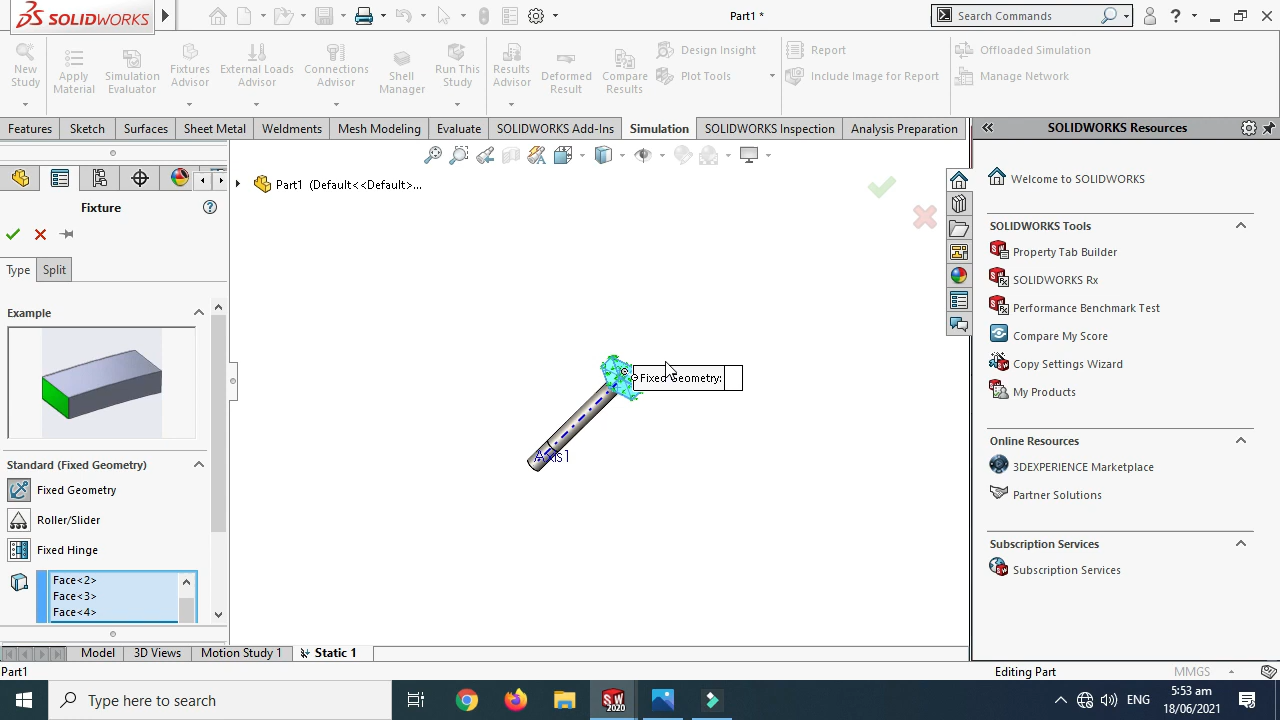 SOLIDWORKS
Part1 *
Search Commands
New Study
Apply Material
Simulation Evaluator
Fixtures Advisor
External Loads Advisor
Connections Advisor
Shell Manager
Run This Study
Results Advisor
Deformed Result
Compare Results
Design Insight
Plot Tools
Report
Include Image for Report
Offloaded Simulation
Manage Network
Features
Sketch
Surfaces
Sheet Metal
Weldments
Mesh Modeling
Evaluate
SOLIDWORKS Add-Ins
Simulation
SOLIDWORKS Inspection
Analysis Preparation
SOLIDWORKS Resources
Part1 (Default<<Default>...
Fixture
Type
Split
Example
Standard (Fixed Geometry)
Fixed Geometry
Roller/Slider
Fixed Hinge
Face<2>
Face<3>
Face<4>
Fixed Geometry:
Axis1
Welcome to SOLIDWORKS
SOLIDWORKS Tools
Property Tab Builder
SOLIDWORKS Rx
Performance Benchmark Test
Compare My Score
Copy Settings Wizard
My Products
Online Resources
3DEXPERIENCE Marketplace
Partner Solutions
Subscription Services
Subscription Services
Model
3D Views
Motion Study 1
Static 1
Part1
Editing Part
MMGS
Type here to search
SW
2020
ENG
5:53 am
18/06/2021